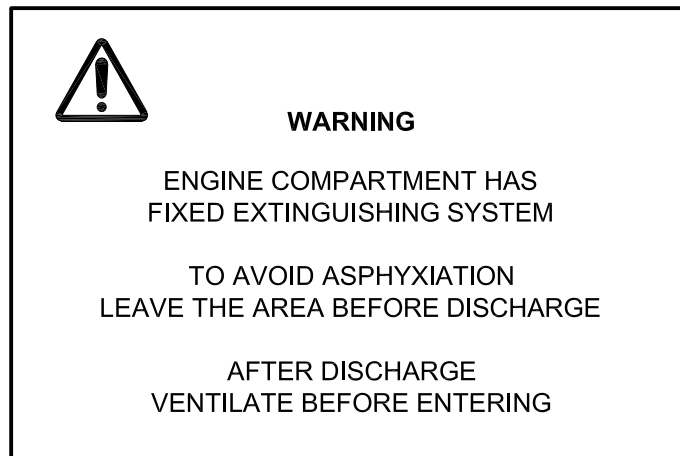 WARNING
ENGINE COMPARTMENT HAS
FIXED EXTINGUISHING SYSTEM
TO AVOID ASPHYXIATION
LEAVE THE AREA BEFORE DISCHARGE
AFTER DISCHARGE
VENTILATE BEFORE ENTERING